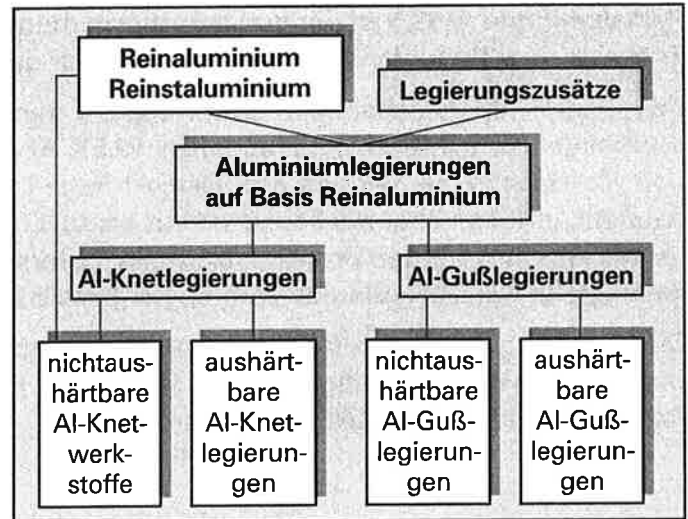 Reinaluminium
Reinstaluminium
Legierungszusätze
Aluminiumlegierungen
auf Basis Reinaluminium
Al-Knetlegierungen
Al-Gußlegierungen
nichtaus-
härtbare
Al-Knet-
werk-
stoffe
aushärt-
bare
Al-Knet-
legierun-
gen
nichtaus-
härtbare
Al-Guß-
legierun-
gen
aushärt-
bare
Al-Guß-
legierun-
gen